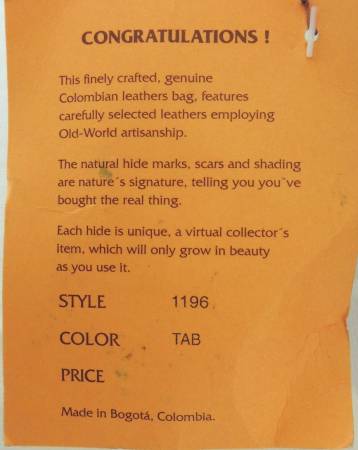 CONGRATULATIONS !
This finely crafted, genuine
Colombian leathers bag, features
carefully selected leathers employing
Old-World artisanship.
The natural hide marks, scars and shading
are nature´s signature, telling you you¨ve
bought the real thing.
Each hide is unique, a virtual collector´s
item, which will only grow in beauty
as you use it.
STYLE 1196
COLOR TAB
PRICE
Made in Bogotá, Colombia.